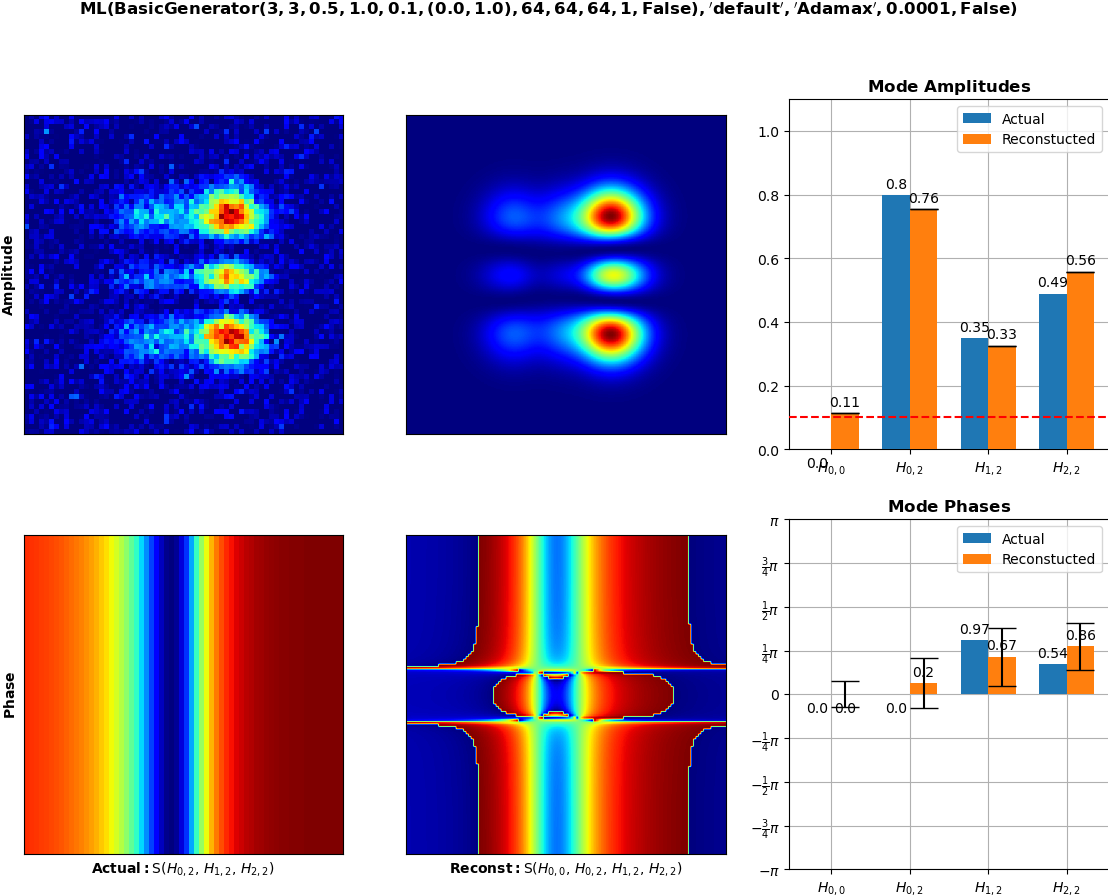 ML(BasicGenerator(3, 3, 0.5, 1.0, 0.1, (0.0, 1.0), 64, 64, 64, 1, False), ′default′, ′Adamax′, 0.0001, False)
Mode Amplitudes
Actual
Reconstucted
1.0
0.8
0.6
0.4
0.2
0.0
0.0
0.11
0.8
0.76
0.35
0.33
0.49
0.56
H0,0
H0,2
H1,2
H2,2
Amplitude
Mode Phases
Actual
Reconstucted
π
3/4π
1/2π
1/4π
0
−1/4π
−1/2π
−3/4π
−π
0.0
0.0
0.0
0.2
0.97
0.67
0.54
0.86
H0,0
H0,2
H1,2
H2,2
Phase
Actual: S(H0,2, H1,2, H2,2)
Reconst: S(H0,0, H0,2, H1,2, H2,2)